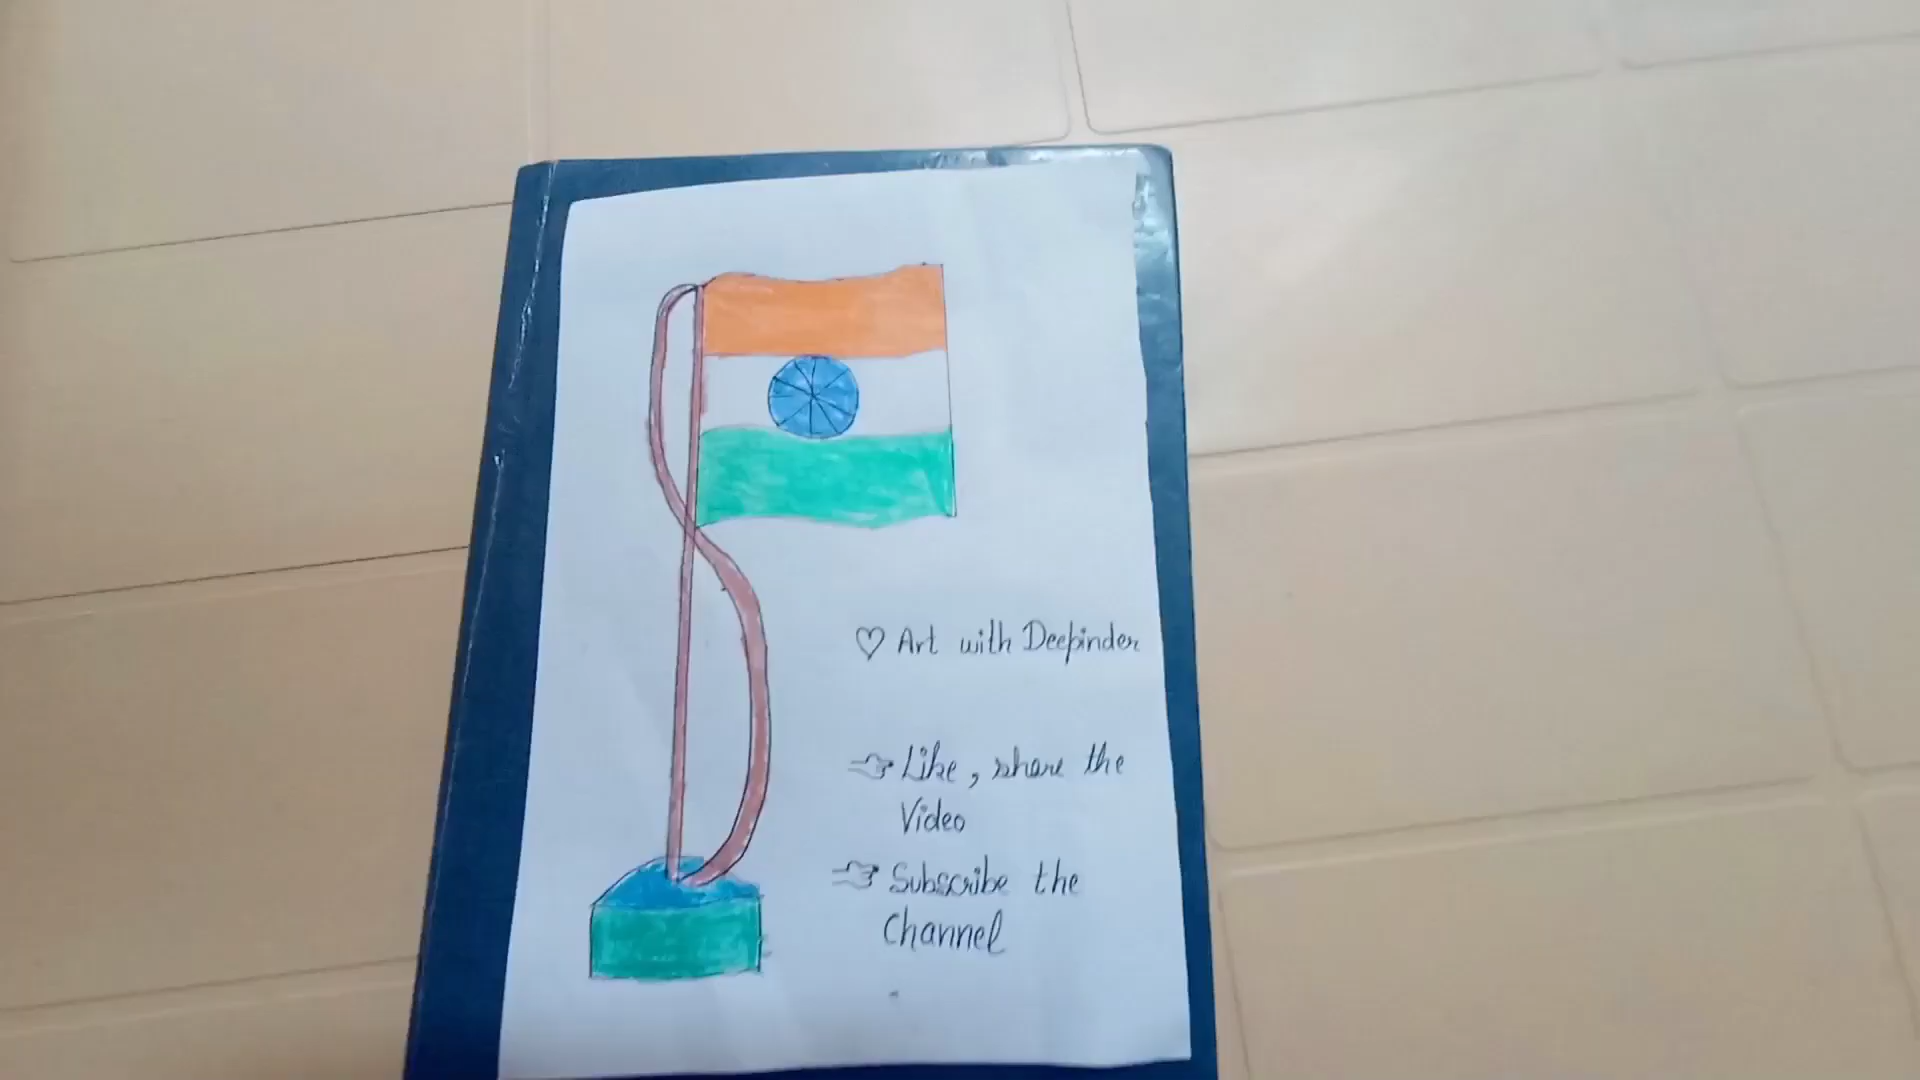 ♡ Art with Deepinder
Like, share the
Video
Subscribe the
Channel